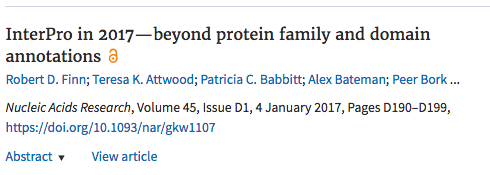 InterPro in 2017—beyond protein family and domain
annotations
Robert D. Finn; Teresa K. Attwood; Patricia C. Babbitt; Alex Bateman; Peer Bork ...
Nucleic Acids Research, Volume 45, Issue D1, 4 January 2017, Pages D190–D199,
https://doi.org/10.1093/nar/gkw1107
Abstract ▼ View article